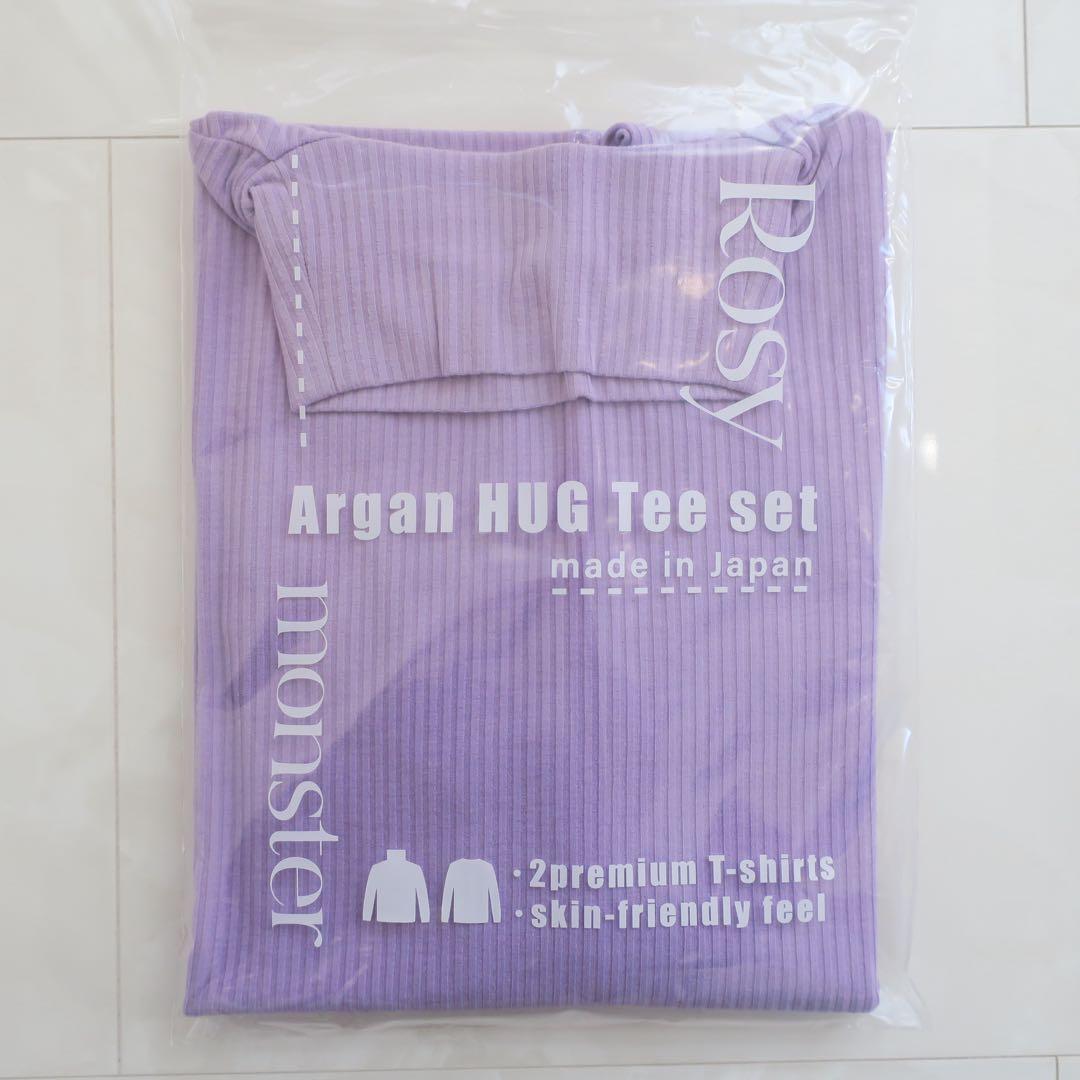 Rosy
Argan HUG Tee set
made in Japan
monster
・2premium T-shirts
・skin-friendly feel